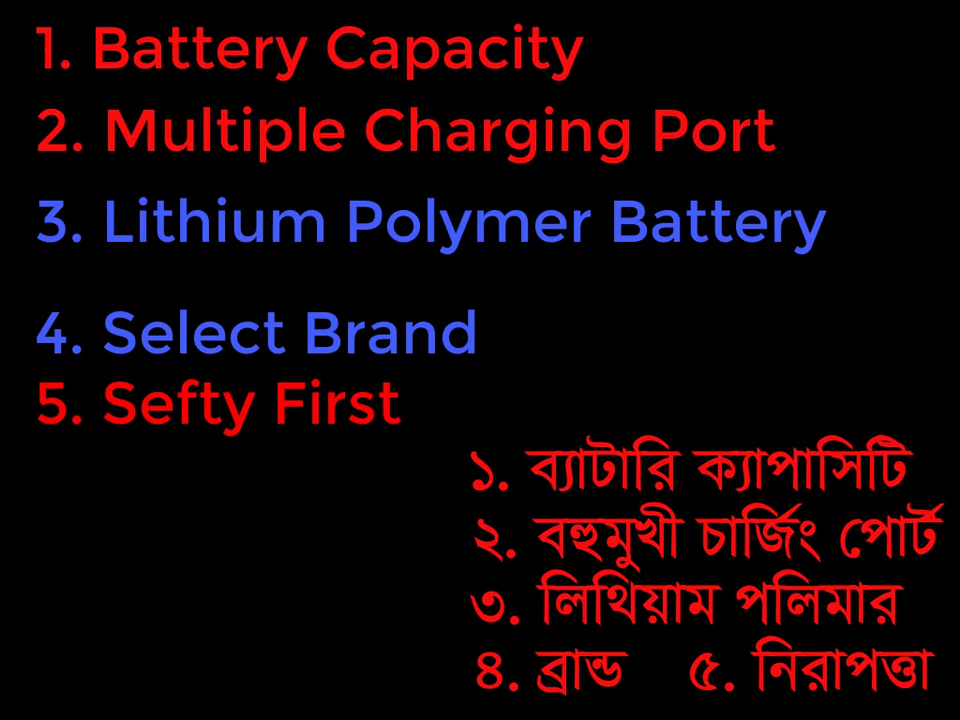 1. Battery Capacity
2. Multiple Charging Port
3. Lithium Polymer Battery
4. Select Brand
5. Sefty First
১. ব্যাটারি ক্যাপাসিটি
২. বহুমুখী চার্জিং পোর্ট
৩. লিথিয়াম পলিমার
৪. ব্রান্ড ৫. নিরাপত্তা